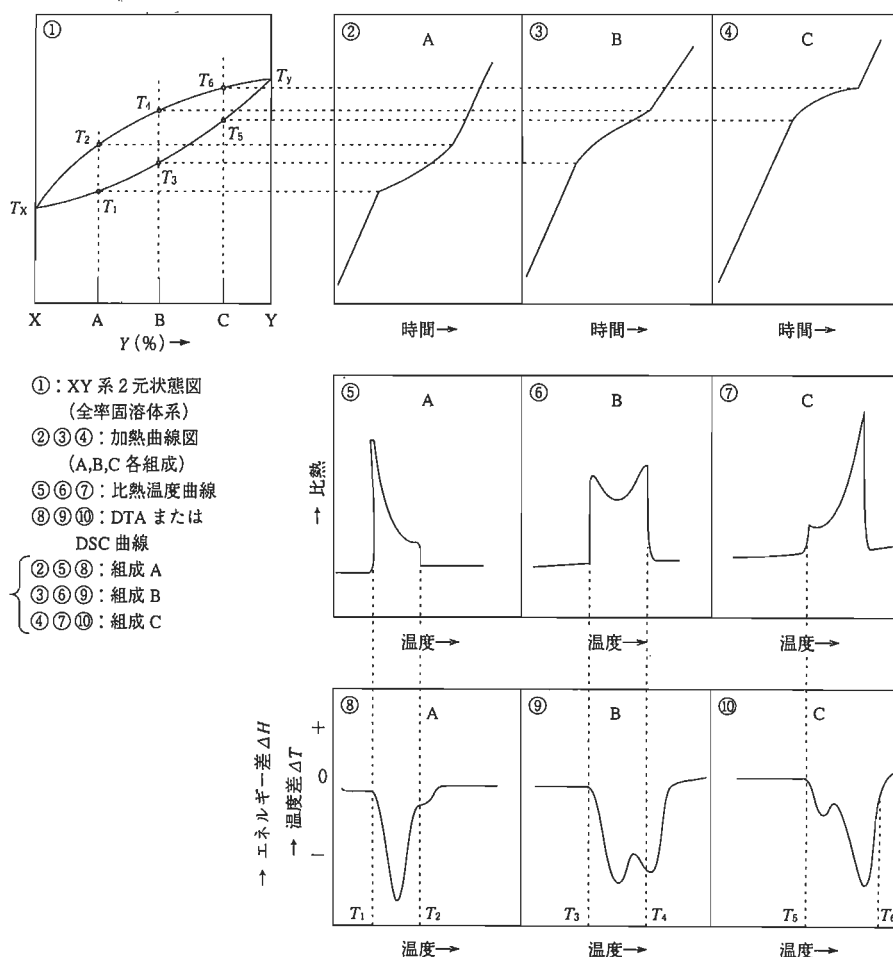 ①
T6
Ty
T4
T2
T5
T3
TX
T1
X
A
B
C
Y
Y(%)→
② A
時間→
③ B
時間→
④ C
時間→
①：XY系2元状態図
(全率固溶体系)
②③④：加熱曲線図
(A,B,C各組成)
⑤⑥⑦：比熱温度曲線
⑧⑨⑩：DTAまたは
DSC曲線
②⑤⑧：組成A
③⑥⑨：組成B
④⑦⑩：組成C
→比熱
⑤ A
温度→
⑥ B
温度→
⑦ C
温度→
→エネルギー差ΔH
→温度差ΔT
+
0
−
⑧ A
T1
T2
温度→
⑨ B
T3
T4
温度→
⑩ C
T5
T6
温度→